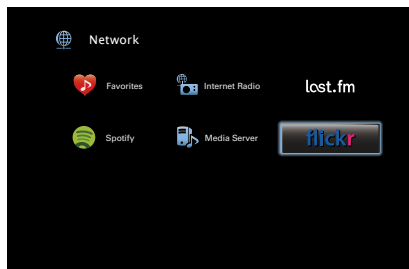 Network
Favorites Internet Radio last.fm
Spotify Media Server flickr